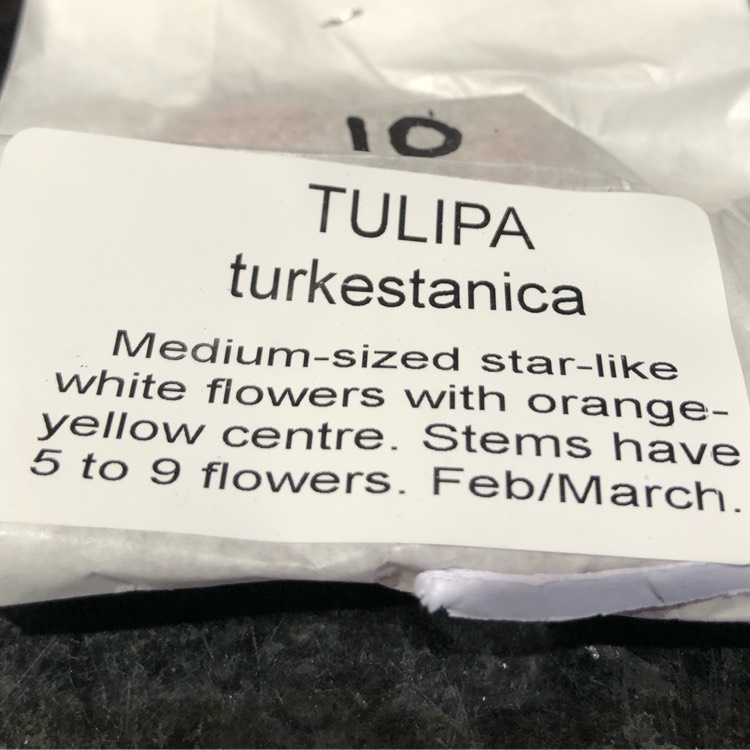 10
TULIPA
turkestanica
Medium-sized star-like
white flowers with orange-
yellow centre. Stems have
5 to 9 flowers. Feb/March.